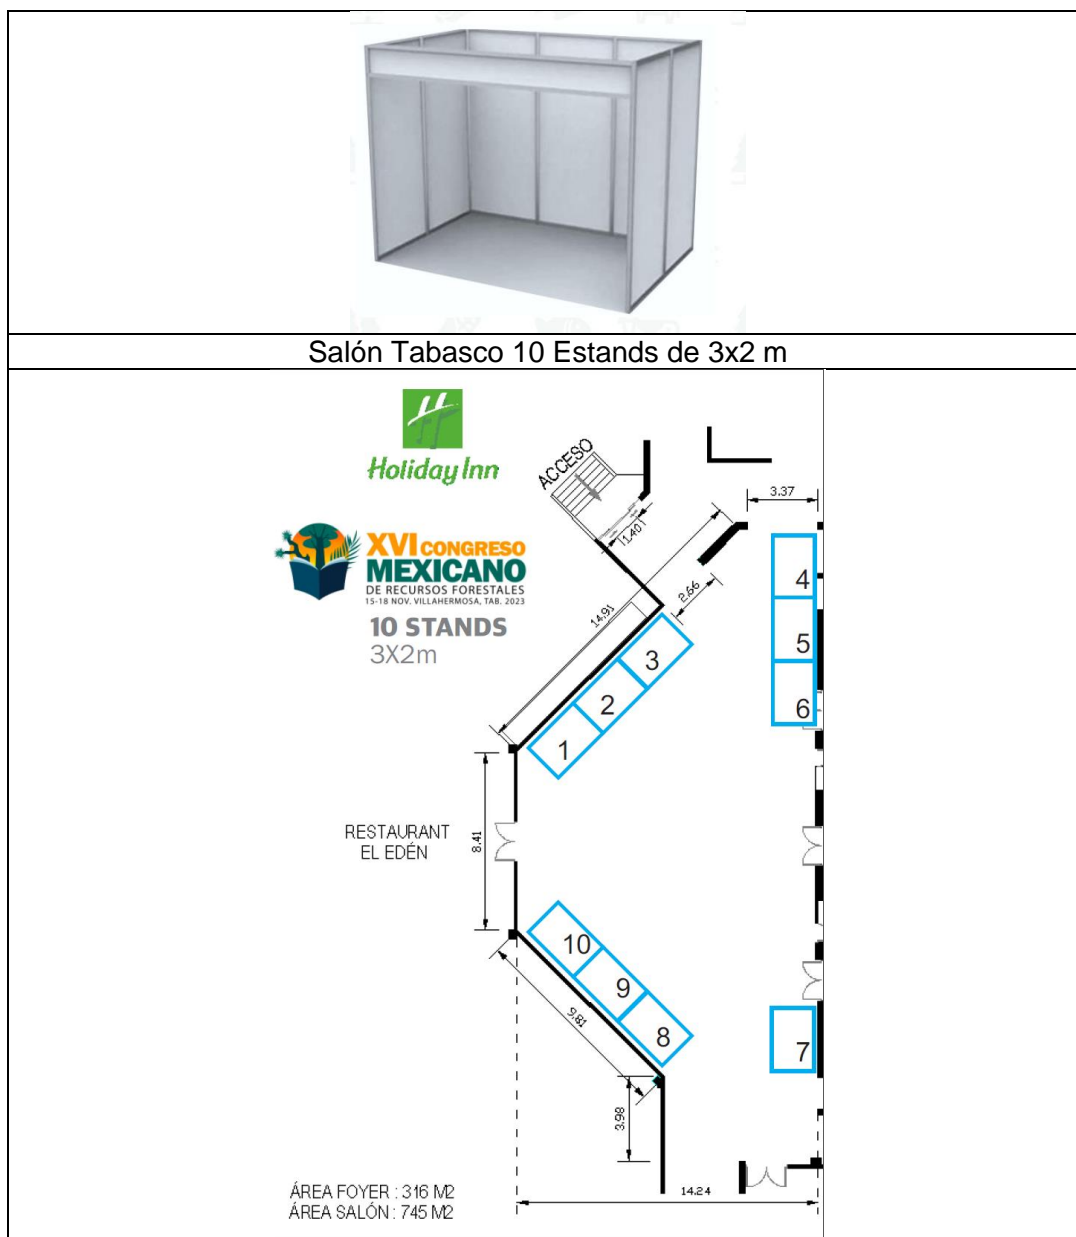 Salón Tabasco 10 Estands de 3x2 m
Holiday Inn
ACCESO
3.37
1.40
XVI CONGRESO
MEXICANO
DE RECURSOS FORESTALES
15-18 NOV. VILLAHERMOSA, TAB. 2023
10 STANDS
3X2m
14.91
2.66
4
5
6
3
2
1
RESTAURANT
EL EDÉN
8.41
10
9
8
7
9.81
3.98
14.24
ÁREA FOYER : 316 M2
ÁREA SALÓN : 745 M2